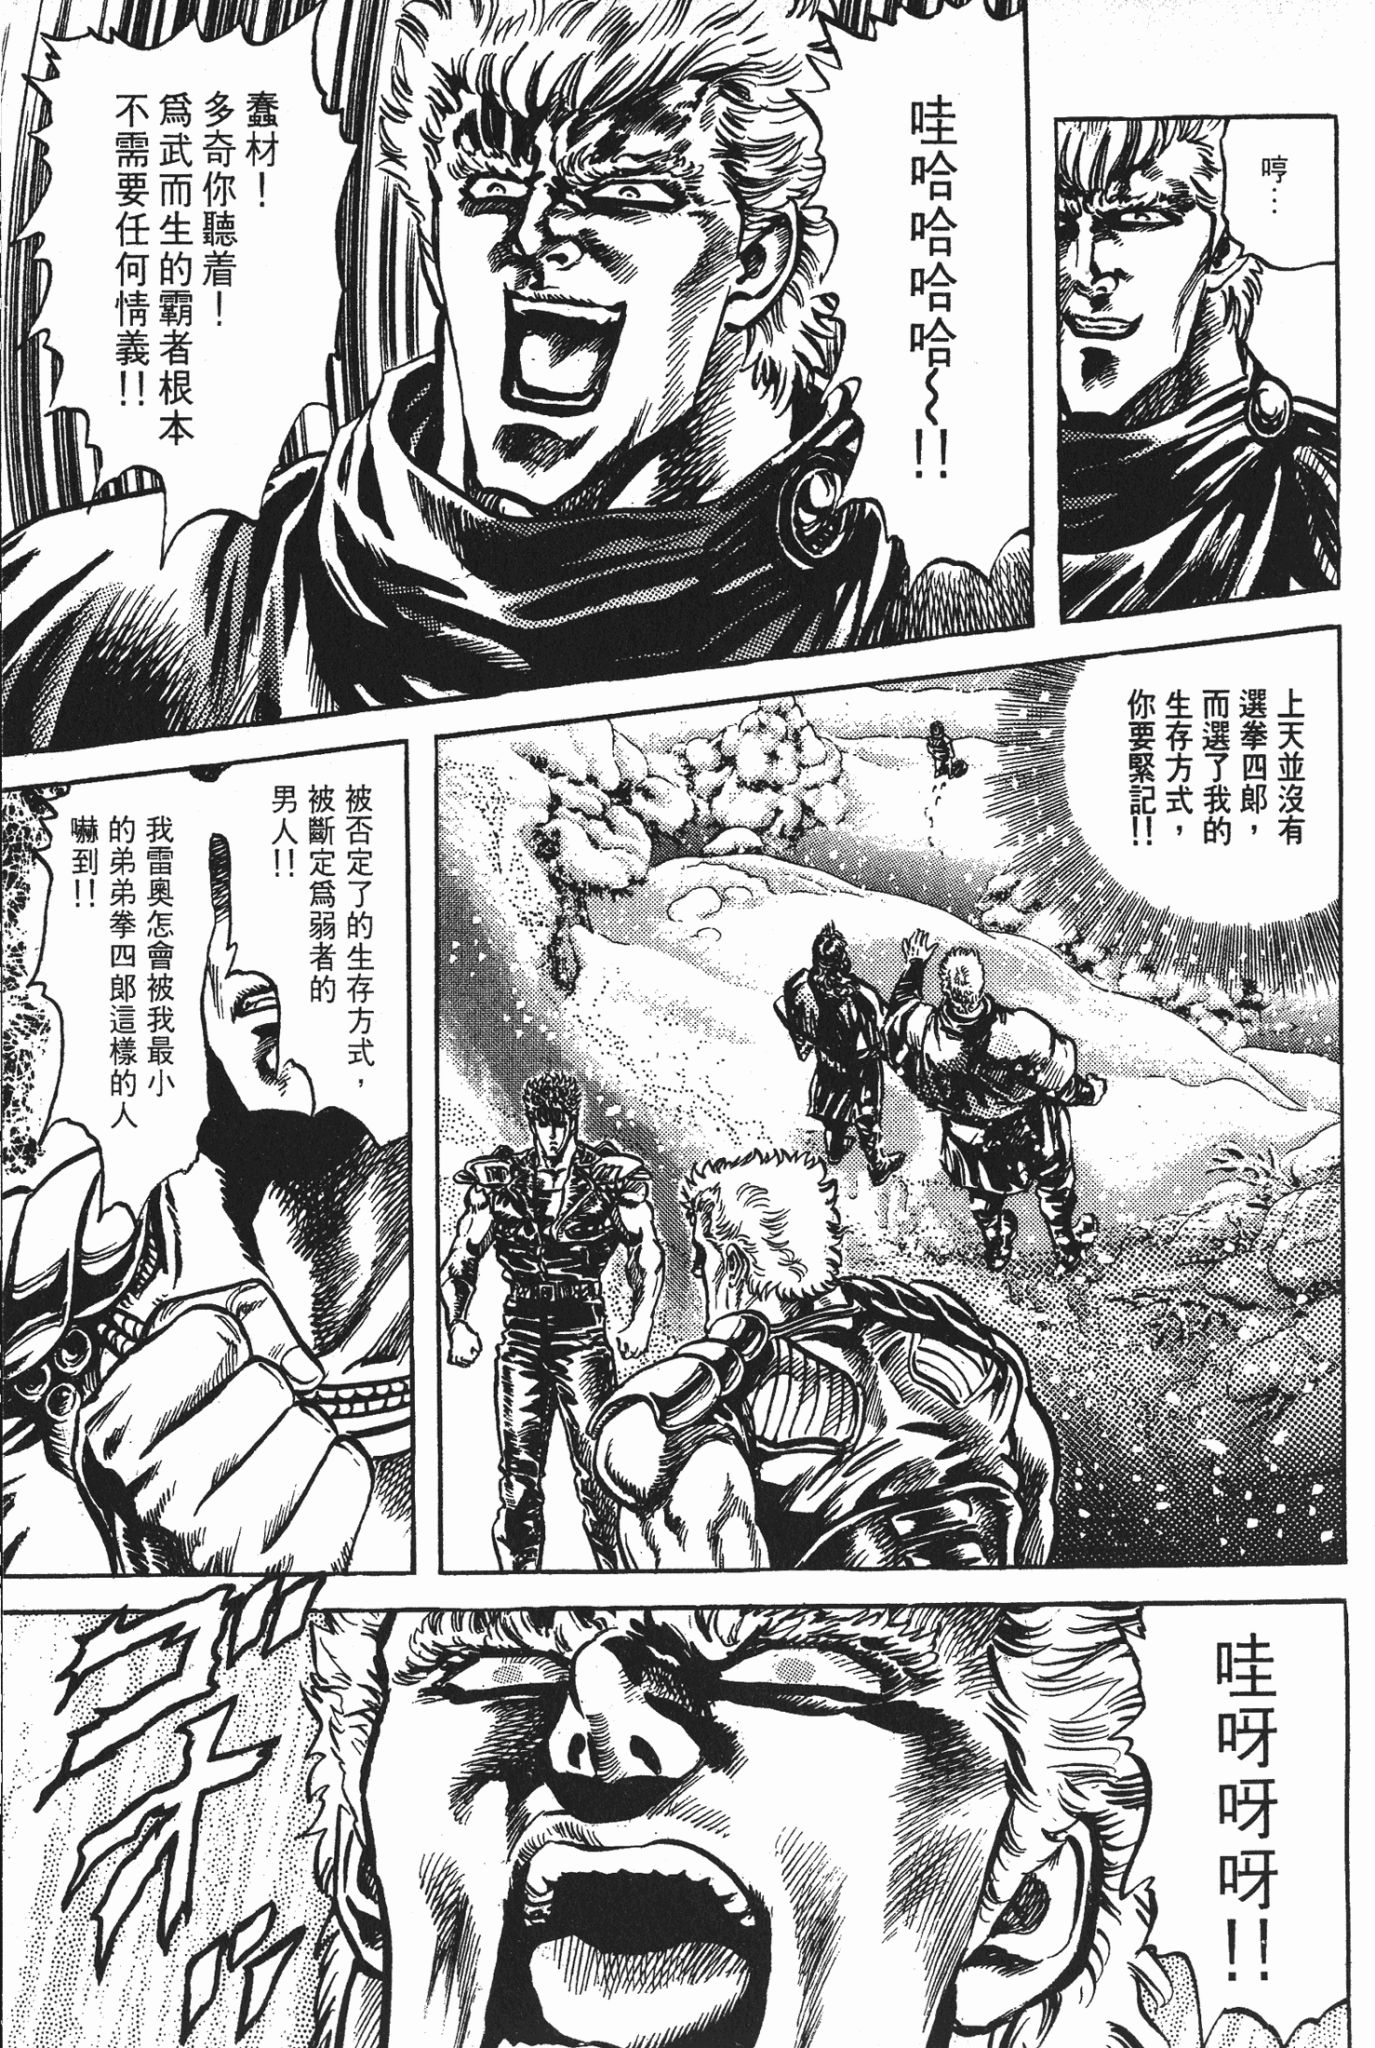 哼…
哇哈哈哈哈～～!!
蠢材！
多奇你聽着！
爲武而生的霸者根本
不需要任何情義!!
上天並沒有
選拳四郎，
而選了我的
生存方式，
你要緊記!!
被否定了的生存方式，
被斷定爲弱者的
男人!!
我雷奧怎會被我最小
的弟弟拳四郎這樣的人
嚇到!!
哇呀呀呀!!